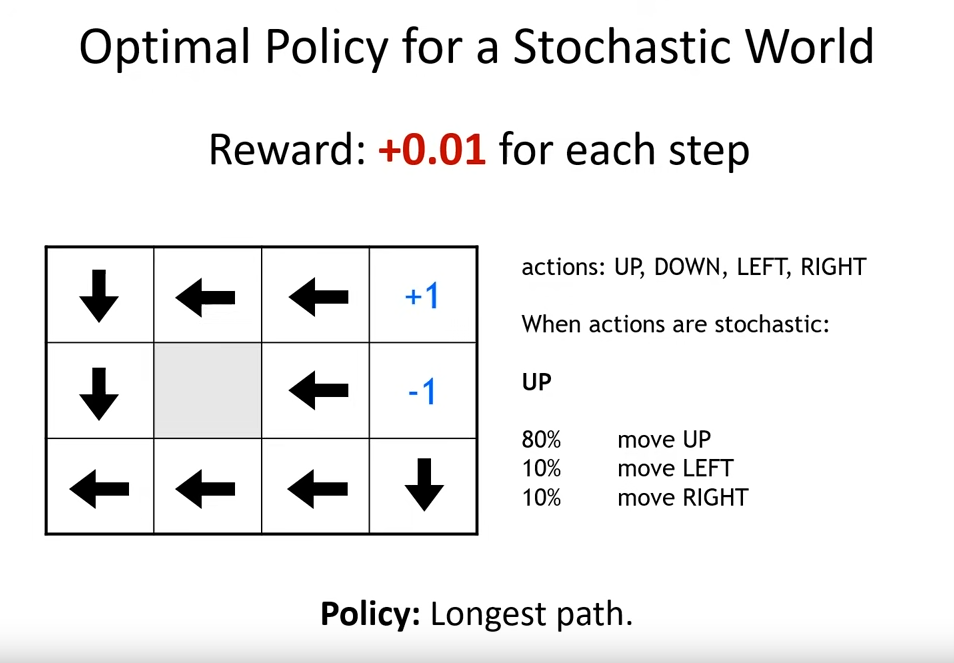 Optimal Policy for a Stochastic World
Reward: +0.01 for each step
+1
-1
actions: UP, DOWN, LEFT, RIGHT
When actions are stochastic:
UP
80% move UP
10% move LEFT
10% move RIGHT
Policy: Longest path.